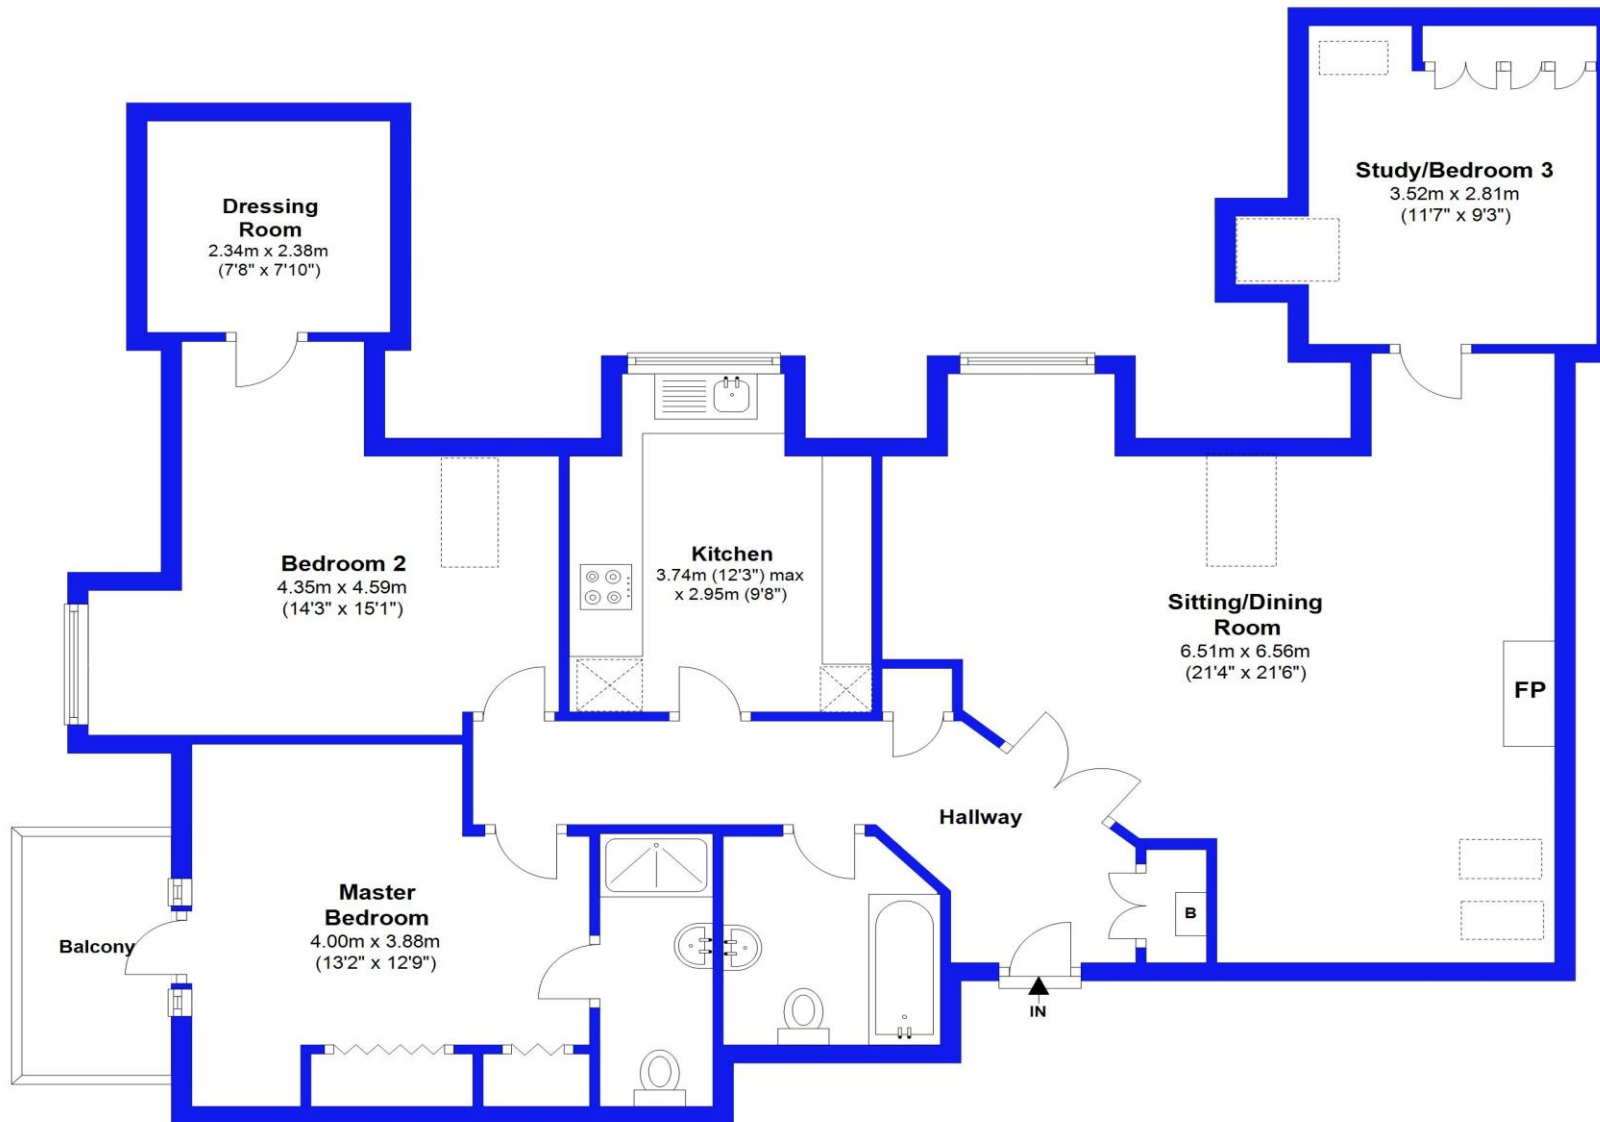 Study/Bedroom 3
3.52m x 2.81m
(11'7" x 9'3")
Dressing
Room
2.34m x 2.38m
(7'8" x 7'10")
Bedroom 2
4.35m x 4.59m
(14'3" x 15'1")
Kitchen
3.74m (12'3") max
x 2.95m (9'8")
Sitting/Dining
Room
6.51m x 6.56m
(21'4" x 21'6")
FP
Hallway
Master
Bedroom
4.00m x 3.88m
(13'2" x 12'9")
Balcony
B
IN